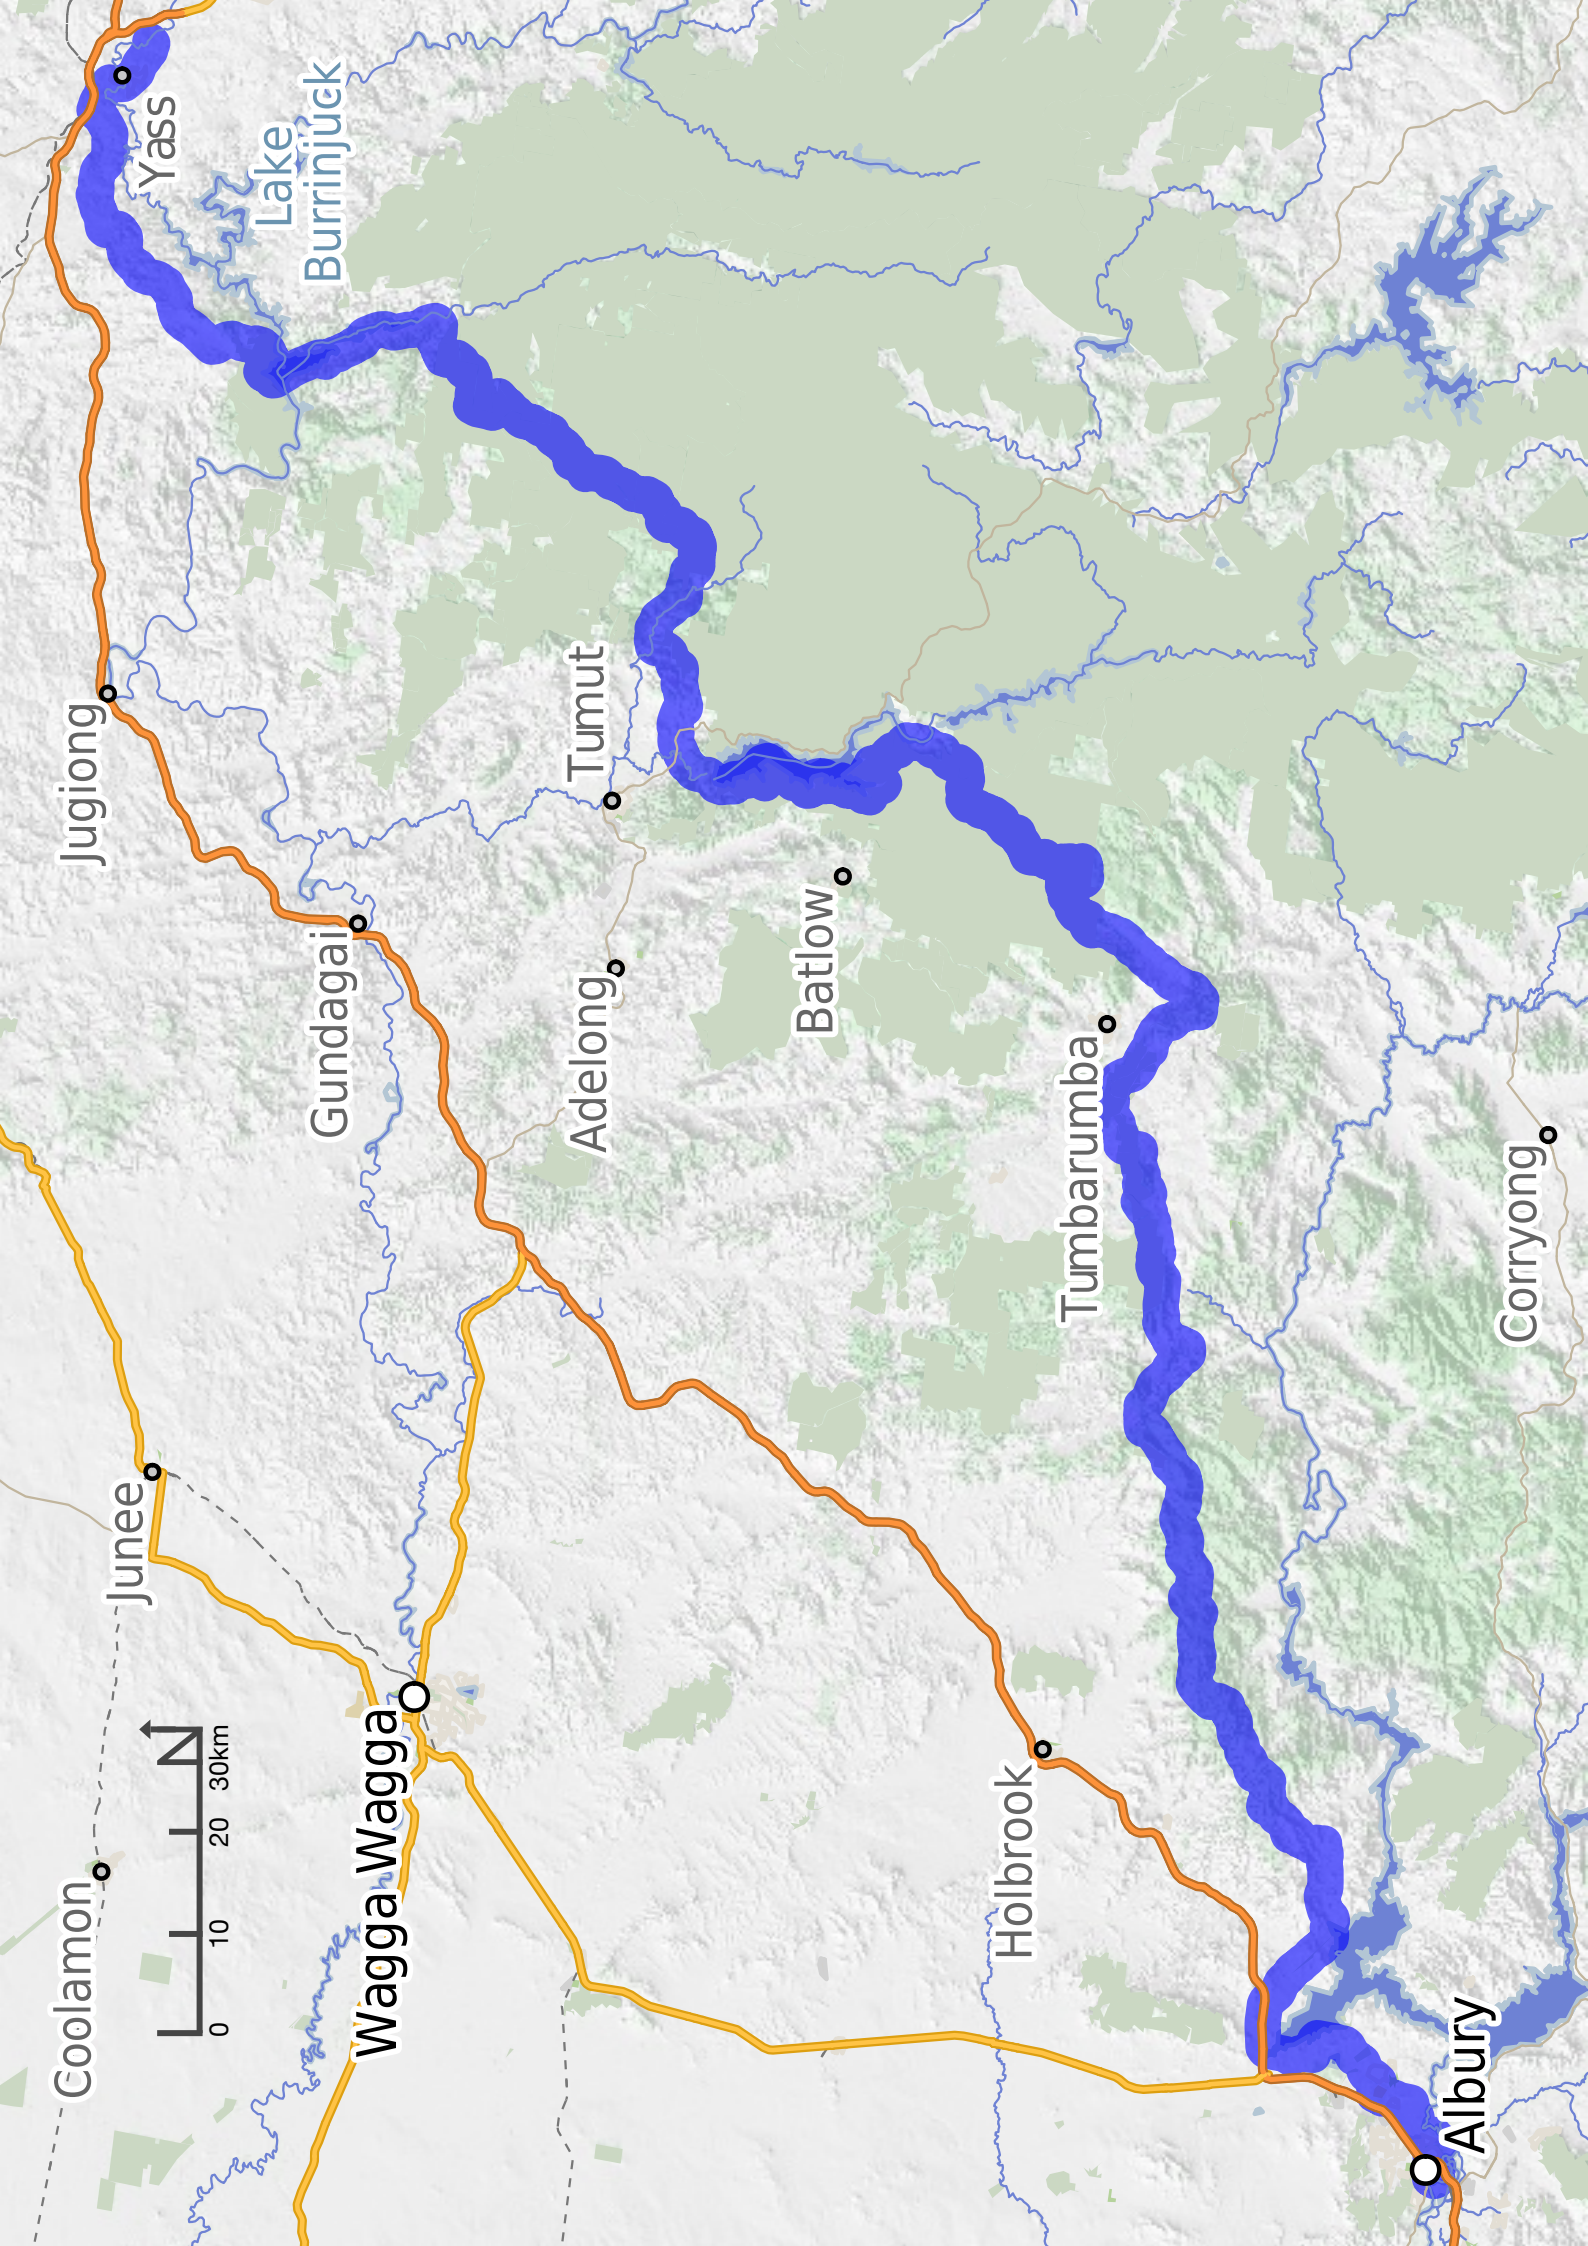 Yass
Lake
Burrinjuck
Jugiong
Tumut
Gundagai
Batlow
Adelong
Tumbarumba
Corryong
Junee
Wagga Wagga
Coolamon
Holbrook
Albury
N
0 10 20 30km